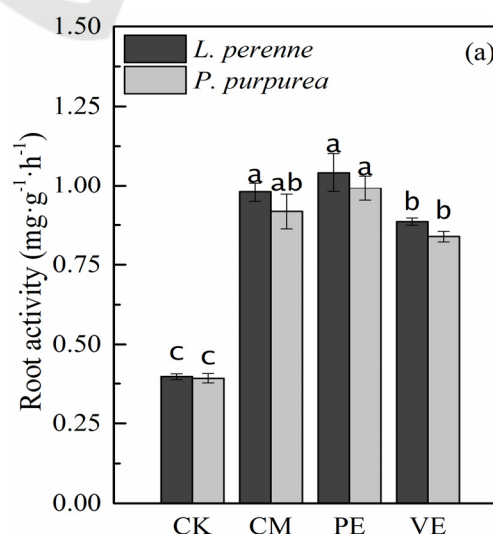 L. perenne
P. purpurea
(a)
Root activity (mg·g⁻¹·h⁻¹)
1.50
1.25
1.00
0.75
0.50
0.25
0.00
c c
a ab
a a
b b
CK CM PE VE